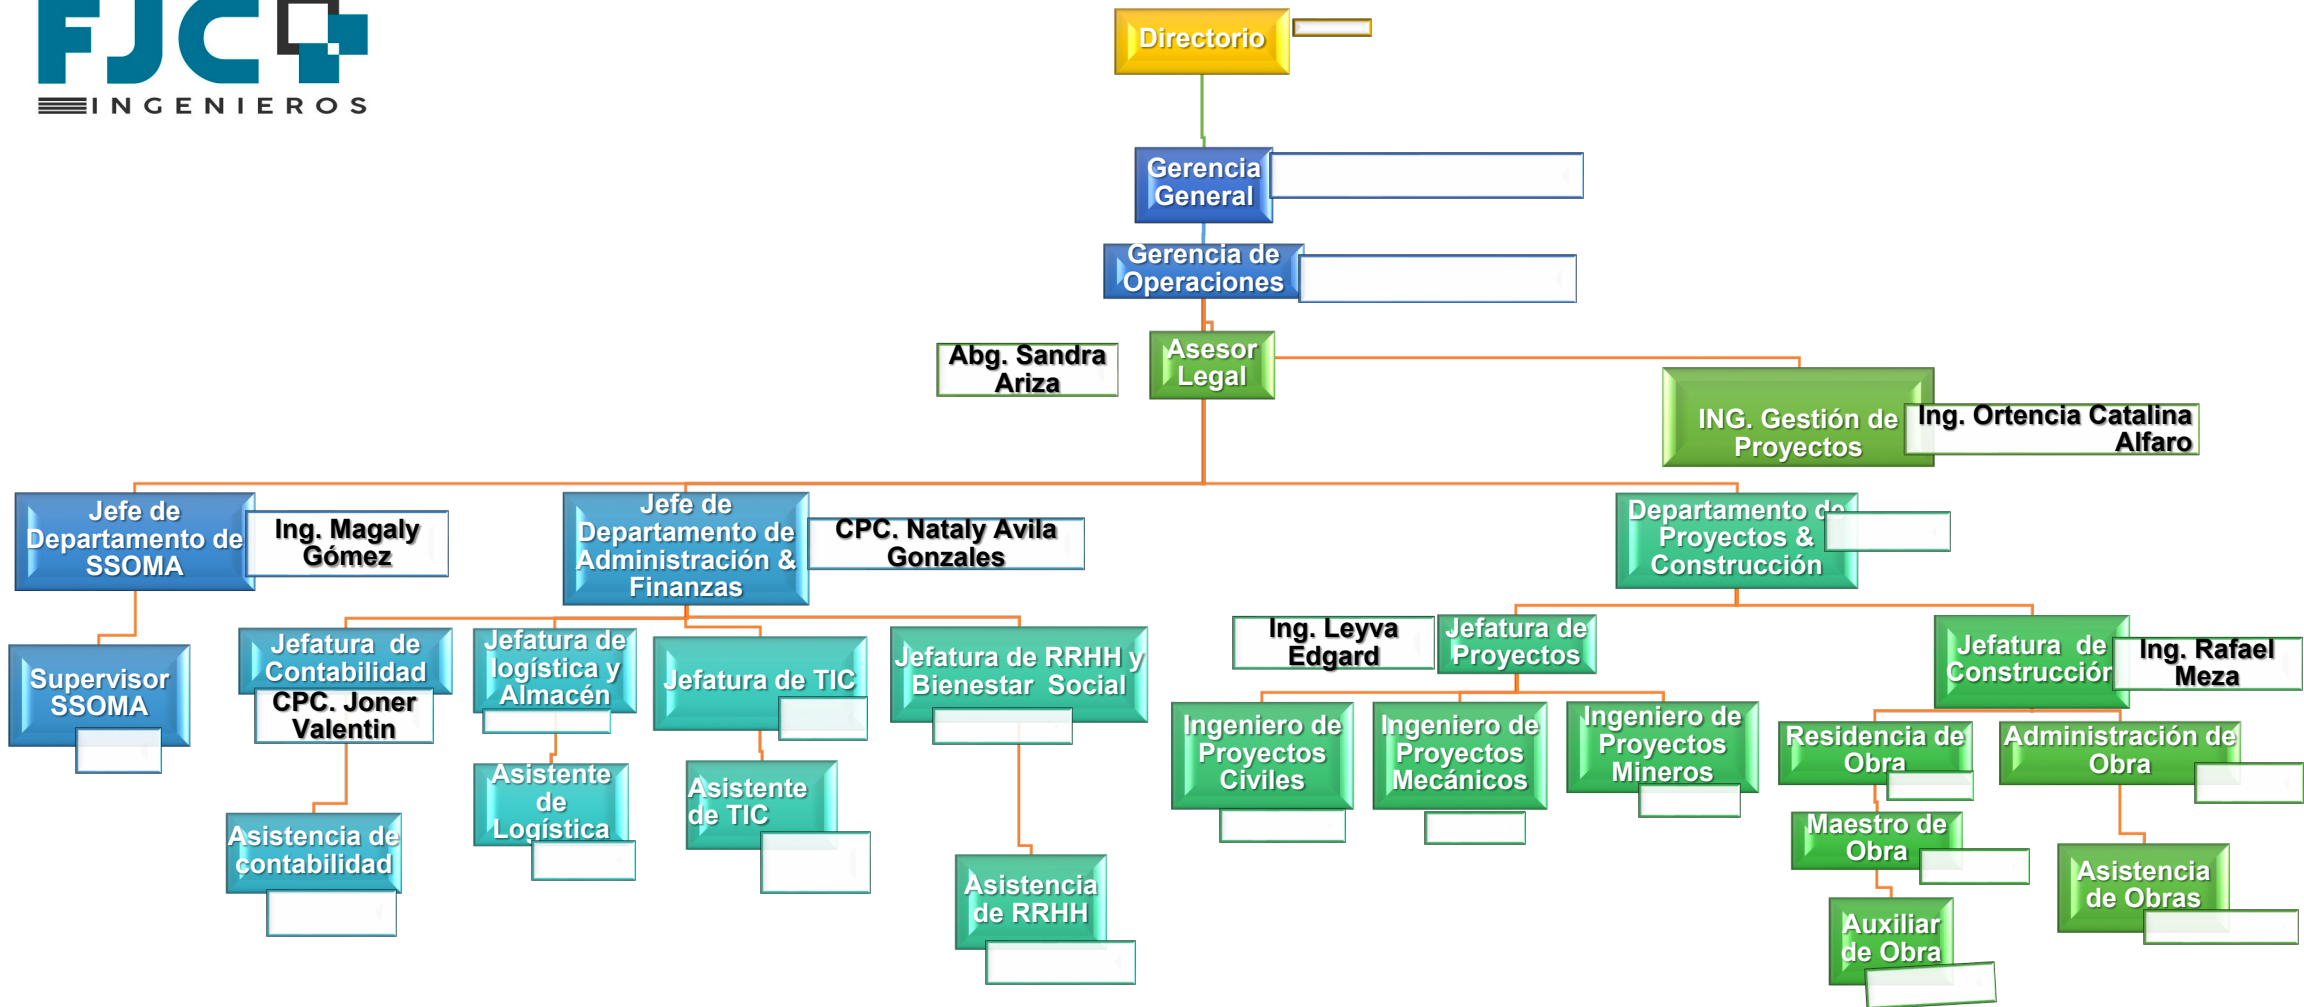 FJC
INGENIEROS
Directorio
Gerencia
General
Gerencia de
Operaciones
Abg. Sandra
Ariza
Asesor
Legal
ING. Gestión de
Proyectos
Ing. Ortencia Catalina
Alfaro
Jefe de
Departamento de
SSOMA
Ing. Magaly
Gómez
Jefe de
Departamento de
Administración &
Finanzas
CPC. Nataly Avila
Gonzales
Departamento de
Proyectos &
Construcción
Supervisor
SSOMA
Jefatura de
Contabilidad
CPC. Joner
Valentin
Jefatura de
logística y
Almacén
Jefatura de TIC
Jefatura de RRHH y
Bienestar Social
Ing. Leyva
Edgard
Jefatura de
Proyectos
Jefatura de
Construcción
Ing. Rafael
Meza
Asistencia de
contabilidad
Asistente
de
Logística
Asistente
de TIC
Asistencia
de RRHH
Ingeniero de
Proyectos
Civiles
Ingeniero de
Proyectos
Mecánicos
Ingeniero de
Proyectos
Mineros
Residencia de
Obra
Administración de
Obra
Maestro de
Obra
Asistencia
de Obras
Auxiliar
de Obra